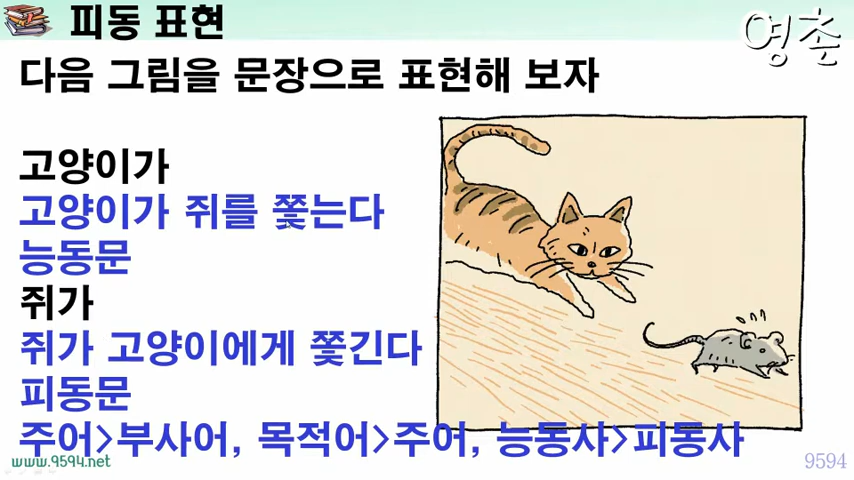 피동 표현
영촌
다음 그림을 문장으로 표현해 보자
고양이가
고양이가 쥐를 쫓는다
능동문
쥐가
쥐가 고양이에게 쫓긴다
피동문
주어>부사어, 목적어>주어, 능동사>피동사
www.9594.net
9594